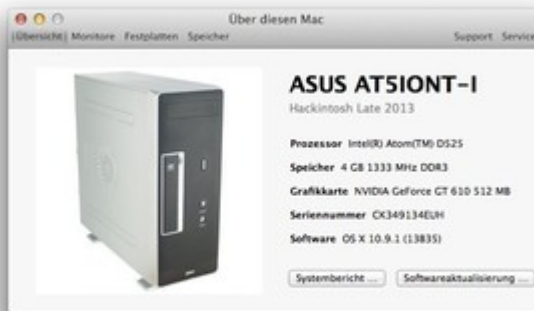 Über diesen Mac
Übersicht Monitore Festplatten Speicher Support Service
ASUS AT5IONT-I
Hackintosh Late 2013
Prozessor Intel(R) Atom(TM) D525
Speicher 4 GB 1333 MHz DDR3
Grafikkarte NVIDIA GeForce GT 610 512 MB
Seriennummer CK349134EUH
Software OS X 10.9.1 (13B35)
Systembericht ... Softwareaktualisierung ...